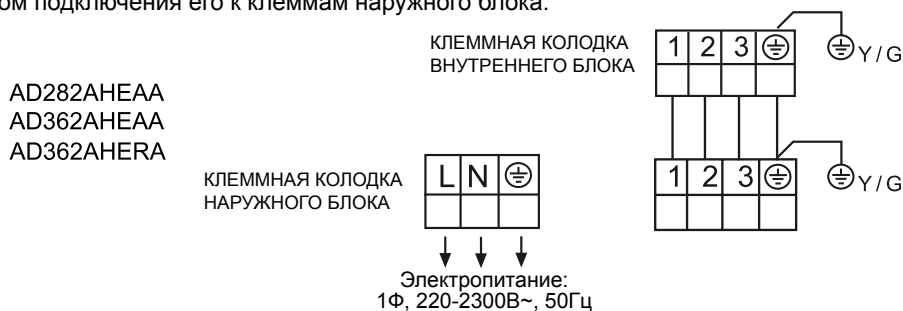 ом подключения его к клеммам наружного блока.
КЛЕММНАЯ КОЛОДКА
ВНУТРЕННЕГО БЛОКА
1 2 3
Y/G
AD282AHEAA
AD362AHEAA
AD362AHERA
КЛЕММНАЯ КОЛОДКА
НАРУЖНОГО БЛОКА
L N
1 2 3
Y/G
Электропитание:
1Ф, 220-2300В~, 50Гц